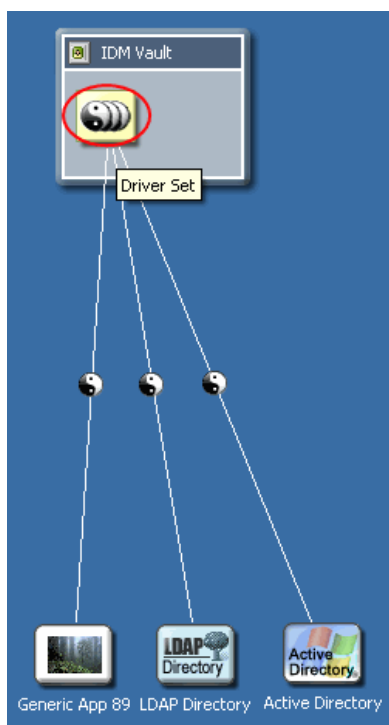 IDM Vault
Driver Set
LDAP
Directory
Active
Directory
Generic App 89 LDAP Directory Active Directory